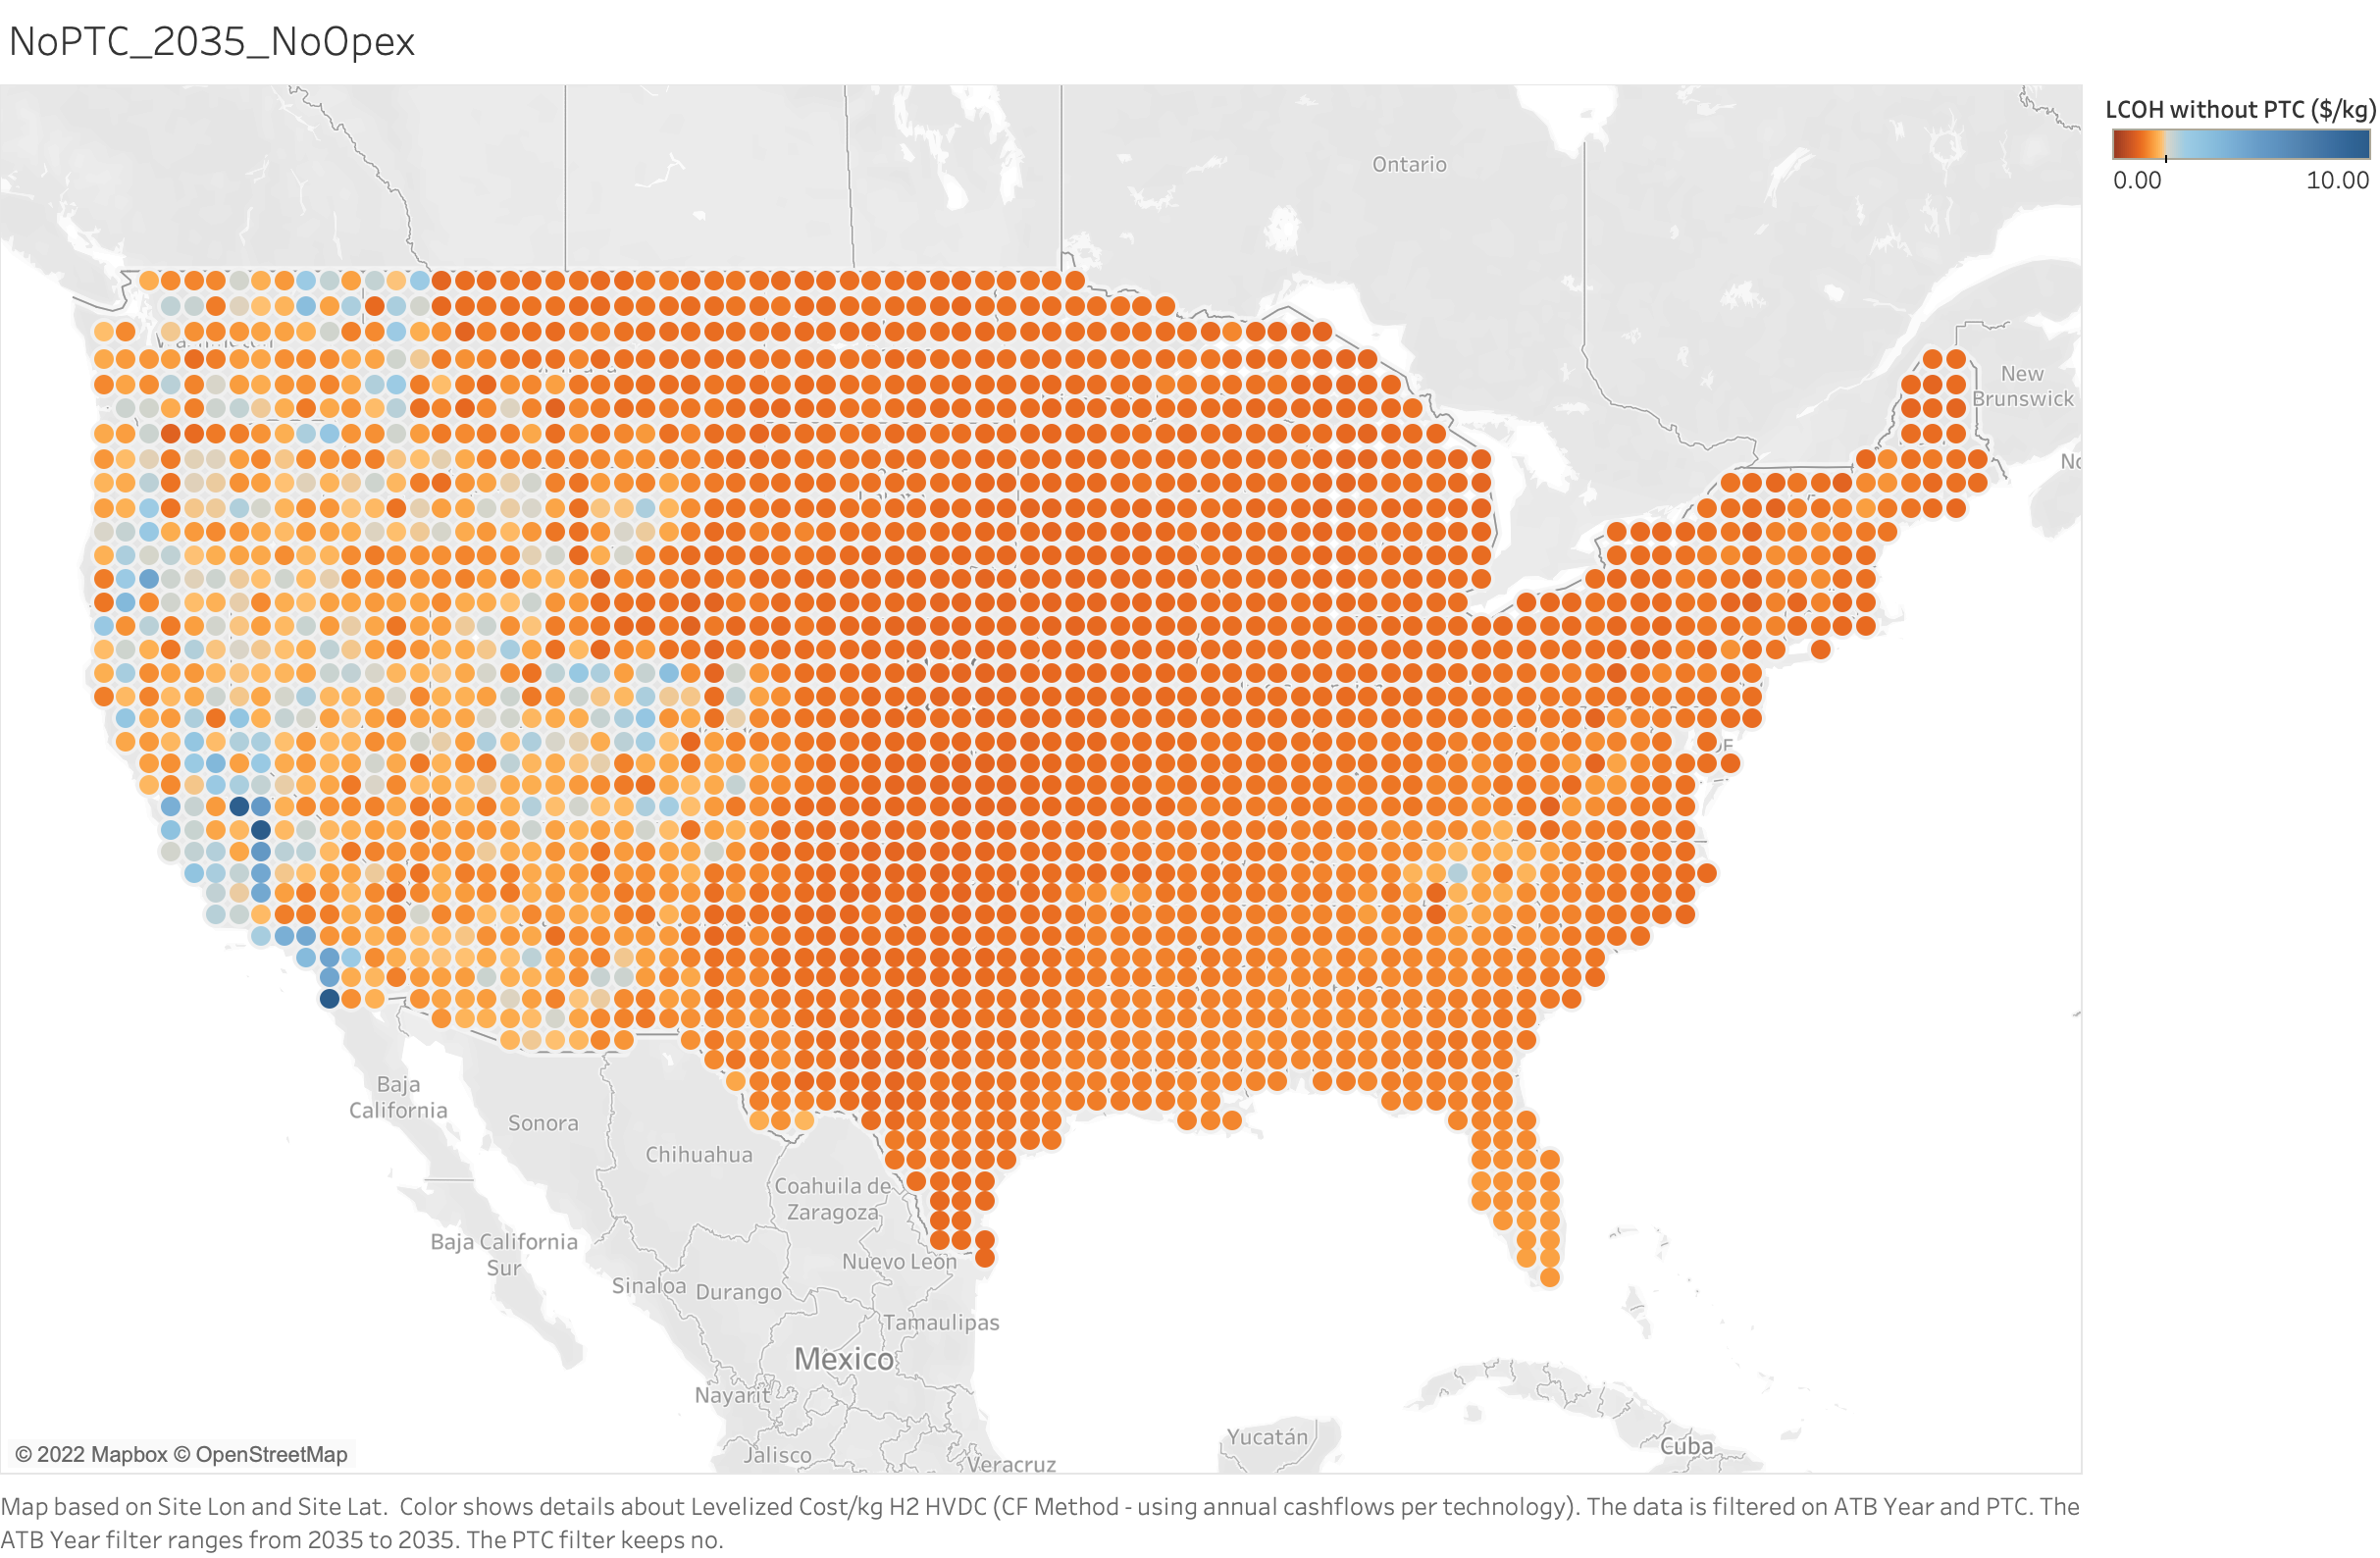 NoPTC_2035_NoOpex
LCOH without PTC ($/kg)
0.00
10.00
Ontario
New
Brunswick
Baja
California
Sonora
Chihuahua
Coahuila de
Zaragoza
Baja California
Sur
Nuevo León
Sinaloa
Durango
Tamaulipas
Mexico
Nayarit
Jalisco
Veracruz
Yucatán
Cuba
© 2022 Mapbox © OpenStreetMap
Map based on Site Lon and Site Lat. Color shows details about Levelized Cost/kg H2 HVDC (CF Method - using annual cashflows per technology). The data is filtered on ATB Year and PTC. The
ATB Year filter ranges from 2035 to 2035. The PTC filter keeps no.